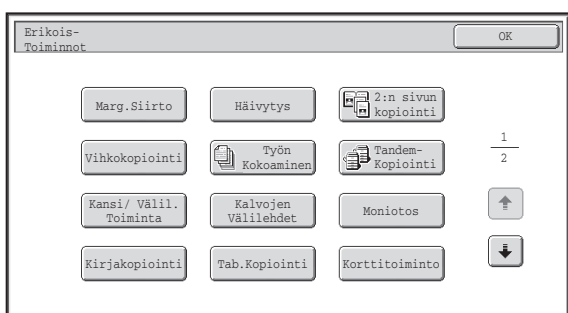 Erikois-
Toiminnot
OK
Marg.Siirto
Häivytys
2:n sivun
kopiointi
Vihkokopiointi
Työn
Kokoaminen
Tandem-
Kopiointi
1
2
Kansi/ Välil.
Toiminta
Kalvojen
Välilehdet
Moniotos
Kirjakopiointi
Tab.Kopiointi
Korttitoiminto